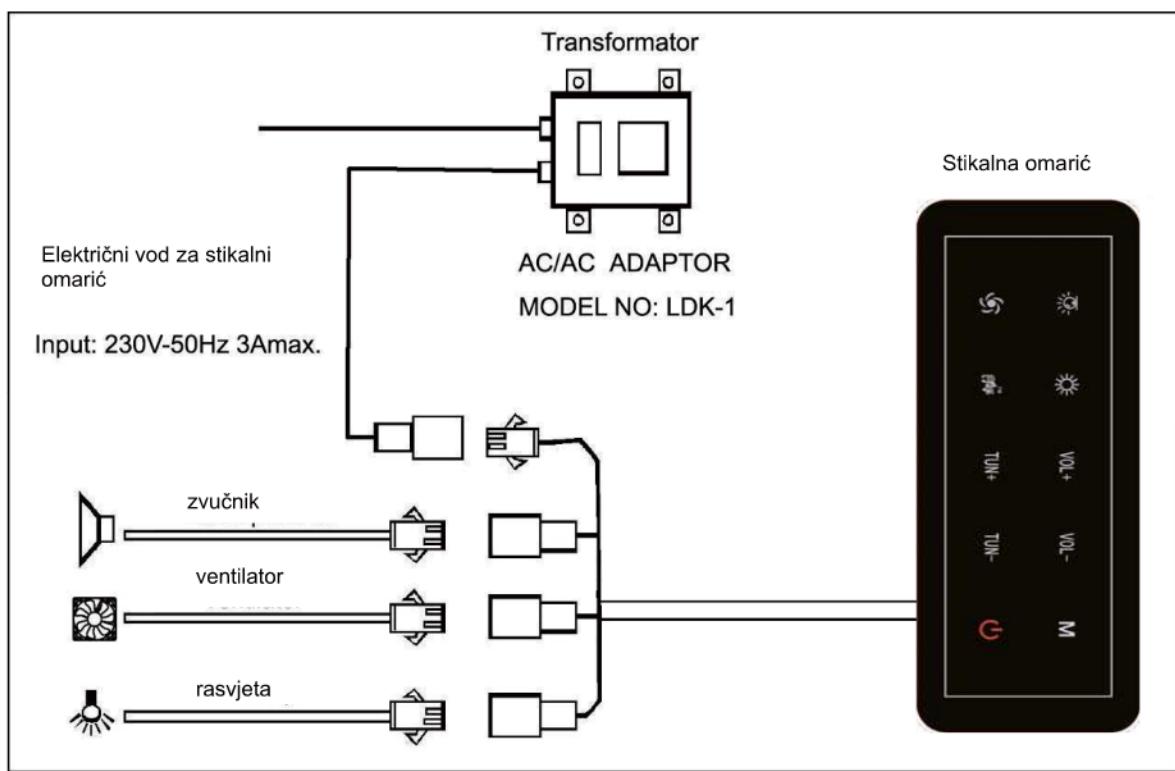 Transformator
Stikalna omarić
Električni vod za stikalni
omarić
AC/AC ADAPTOR
MODEL NO: LDK-1
Input: 230V-50Hz 3Amax.
zvučnik
ventilator
rasvjeta
TUN+
VOL+
TUN-
VOL-
M